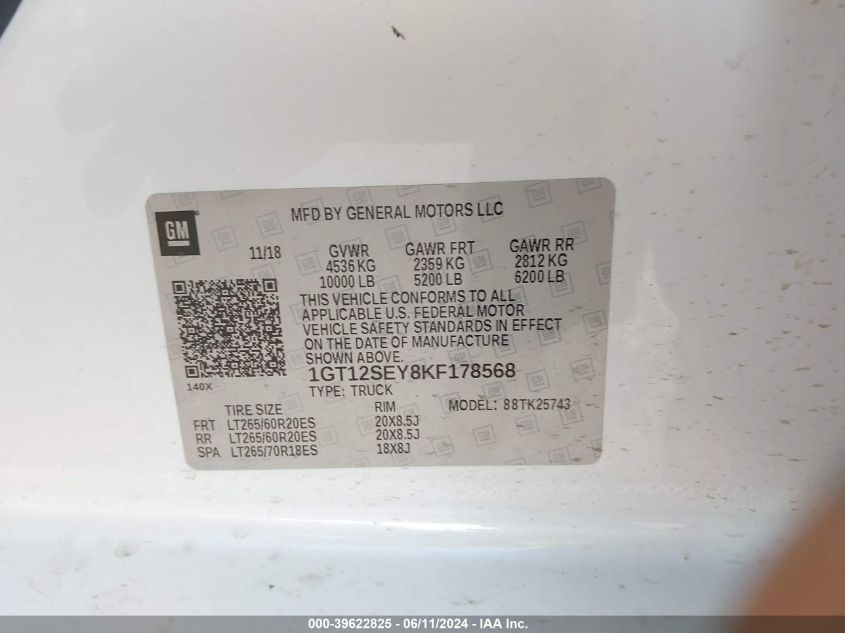 GM
MFD BY GENERAL MOTORS LLC
11/18 GVWR GAWR FRT GAWR RR
4536 KG 2359 KG 2812 KG
10000 LB 5200 LB 6200 LB
THIS VEHICLE CONFORMS TO ALL
APPLICABLE U.S. FEDERAL MOTOR
VEHICLE SAFETY STANDARDS IN EFFECT
ON THE DATE OF MANUFACTURE
SHOWN ABOVE.
140X
1GT12SEY8KF178568
TYPE: TRUCK
TIRE SIZE RIM MODEL: 88TK25743
FRT LT265/60R20ES 20X8.5J
RR LT265/60R20ES 20X8.5J
SPA LT265/70R18ES 18X8J
000-39622825 - 06/11/2024 - IAA Inc.